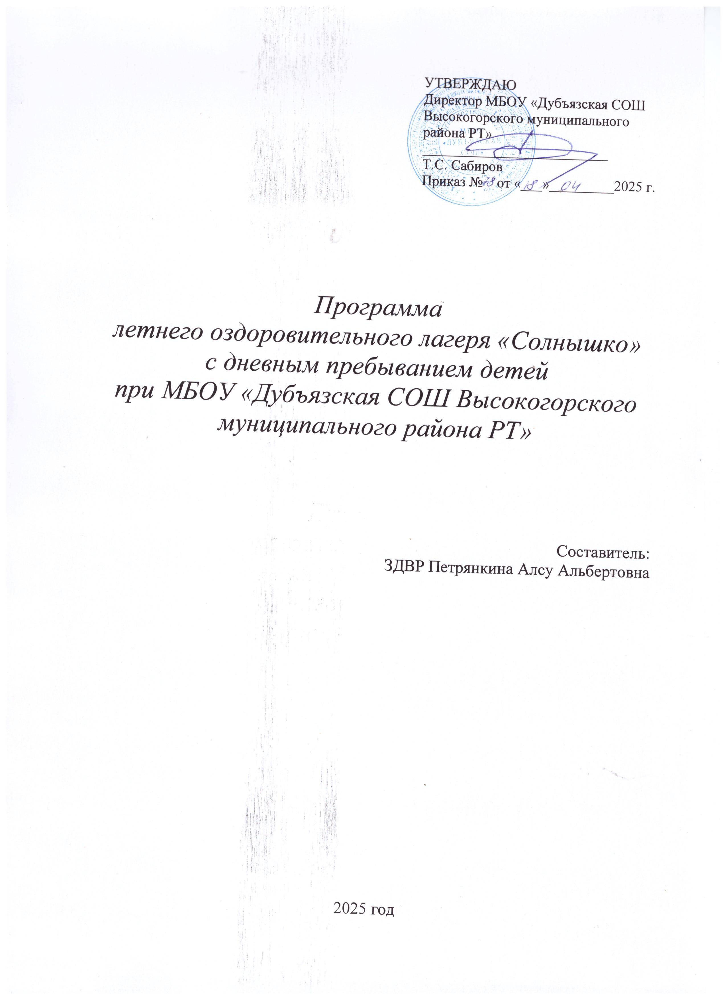 УТВЕРЖДАЮ
Директор МБОУ «Дубъязская СОШ
Высокогорского муниципального
района РТ»
«ДУБЪЯЗСКАЯ
СОШ»
Т.С. Сабиров
Приказ №78 от «18» 04 2025 г.
Программа
летнего оздоровительного лагеря «Солнышко»
с дневным пребыванием детей
при МБОУ «Дубъязская СОШ Высокогорского
муниципального района РТ»
Составитель:
ЗДВР Петрянкина Алсу Альбертовна
2025 год